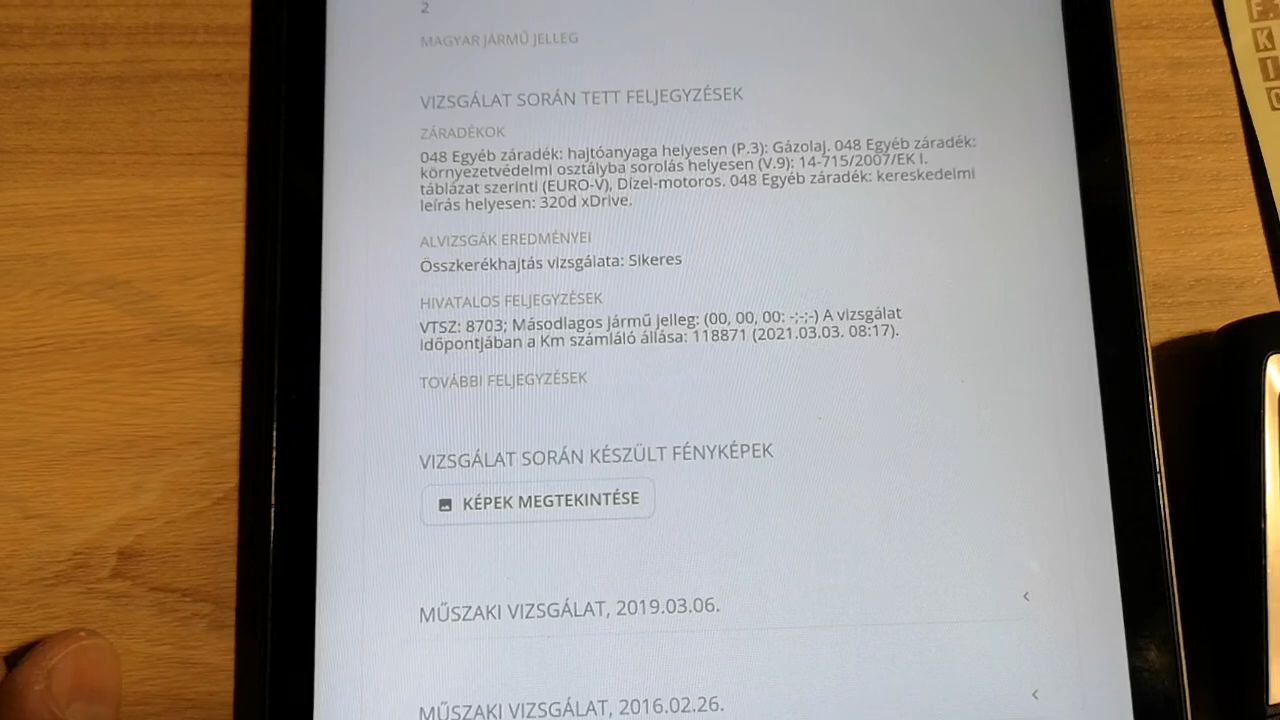 2
MAGYAR JÁRMŰ JELLEG
VIZSGÁLAT SORÁN TETT FELJEGYZÉSEK
ZÁRADÉKOK
048 Egyéb záradék: hajtóanyaga helyesen (P.3): Gázolaj. 048 Egyéb záradék:
környezetvédelmi osztályba sorolás helyesen (V.9): 14-715/2007/EK I.
táblázat szerinti (EURO-V), Dízel-motoros. 048 Egyéb záradék: kereskedelmi
leírás helyesen: 320d xDrive.
ALVIZSGÁK EREDMÉNYEI
Összkerékhajtás vizsgálata: Sikeres
HIVATALOS FELJEGYZÉSEK
VTSZ: 8703; Másodlagos jármű jelleg: (00, 00, 00: -;-;-) A vizsgálat
időpontjában a Km számláló állása: 118871 (2021.03.03. 08:17).
TOVÁBBI FELJEGYZÉSEK
VIZSGÁLAT SORÁN KÉSZÜLT FÉNYKÉPEK
KÉPEK MEGTEKINTÉSE
MŰSZAKI VIZSGÁLAT, 2019.03.06.
MŰSZAKI VIZSGÁLAT, 2016.02.26.
F.
K